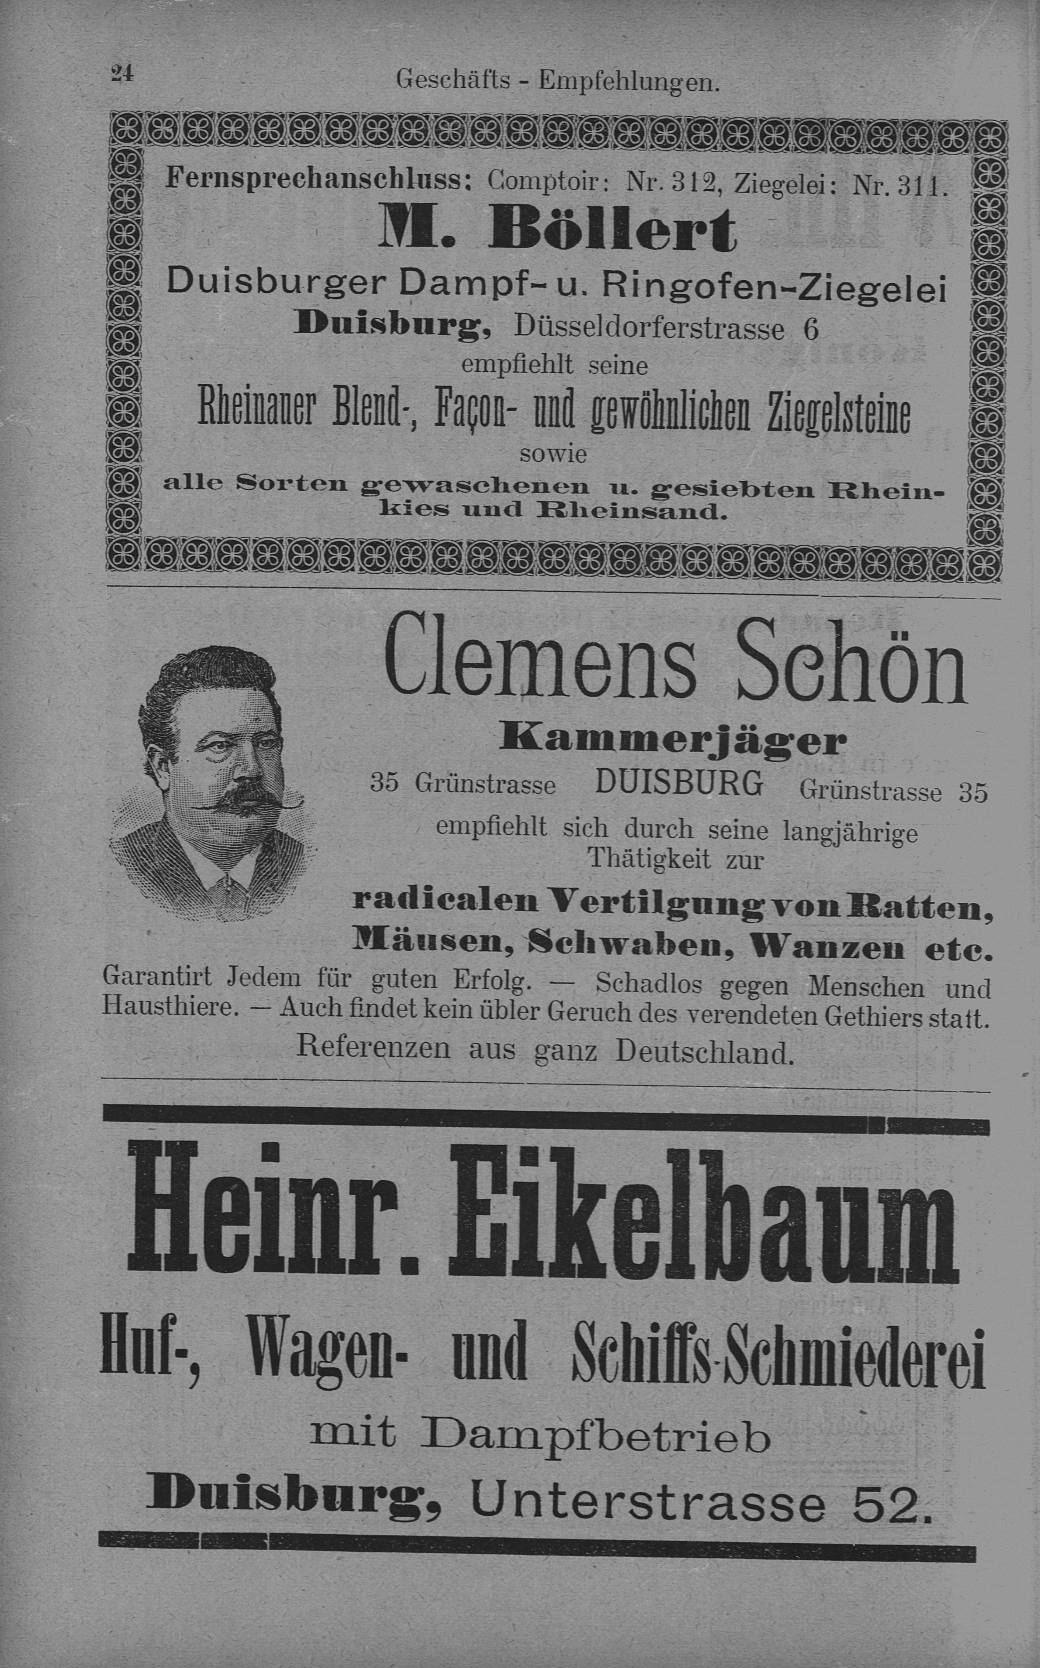 24
Geschäfts - Empfehlungen.
Fernsprechanschluss: Comptoir: Nr. 312, Ziegelei: Nr. 311.
M. Böllert
Duisburger Dampf- u. Ringofen-Ziegelei
Duisburg, Düsseldorferstrasse 6
empfiehlt seine
Rheinauer Blend-, Façon- und gewöhnlichen Ziegelsteine
sowie
alle Sorten gewaschenen u. gesiebten Rhein-
kies und Rheinsand.
Clemens Schön
Kammerjäger
35 Grünstrasse DUISBURG Grünstrasse 35
empfiehlt sich durch seine langjährige
Thätigkeit zur
radicalen Vertilgung von Ratten,
Mäusen, Schwaben, Wanzen etc.
Garantirt Jedem für guten Erfolg. — Schadlos gegen Menschen und
Hausthiere. — Auch findet kein übler Geruch des verendeten Gethiers statt.
Referenzen aus ganz Deutschland.
Heinr. Eikelbaum
Huf-, Wagen- und Schiffs-Schmiederei
mit Dampfbetrieb
Duisburg, Unterstrasse 52.